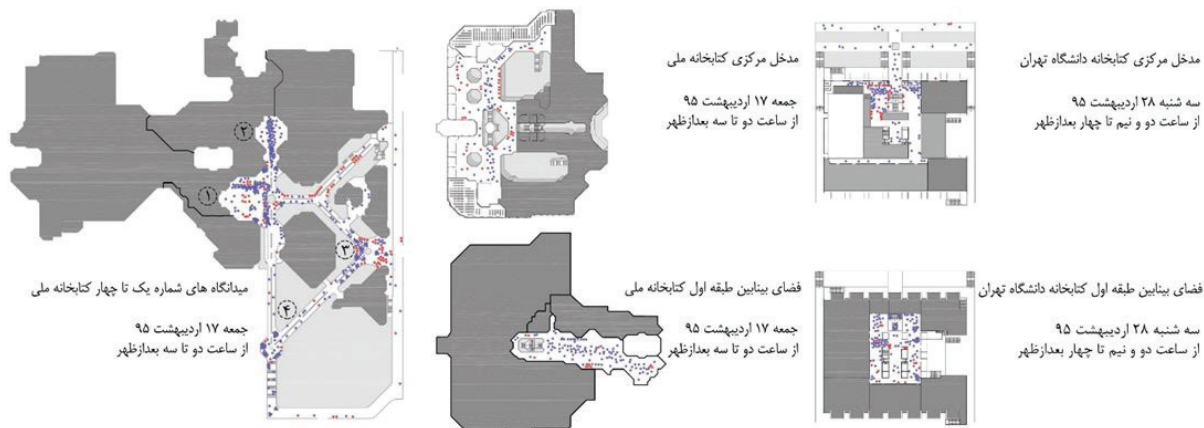 مدخل مرکزی کتابخانه دانشگاه تهران
سه شنبه ۲۸ اردیبهشت ۹۵
از ساعت دو و نیم تا چهار بعدازظهر
مدخل مرکزی کتابخانه ملی
جمعه ۱۷ اردیبهشت ۹۵
از ساعت دو تا سه بعدازظهر
۲
۱
۳
۴
میدانگاه های شماره یک تا چهار کتابخانه ملی
جمعه ۱۷ اردیبهشت ۹۵
از ساعت دو تا سه بعدازظهر
فضای بینابین طبقه اول کتابخانه دانشگاه تهران
سه شنبه ۲۸ اردیبهشت ۹۵
از ساعت دو و نیم تا چهار بعدازظهر
فضای بینابین طبقه اول کتابخانه ملی
جمعه ۱۷ اردیبهشت ۹۵
از ساعت دو تا سه بعدازظهر